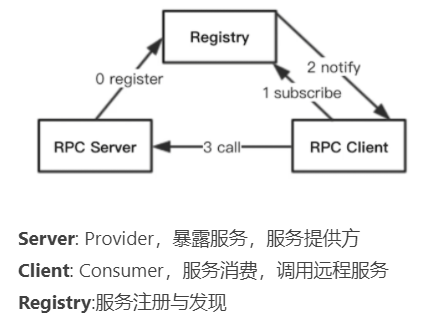 Registry
0 register
2 notify
1 subscribe
RPC Server
3 call
RPC Client
Server: Provider，暴露服务，服务提供方
Client: Consumer，服务消费，调用远程服务
Registry:服务注册与发现